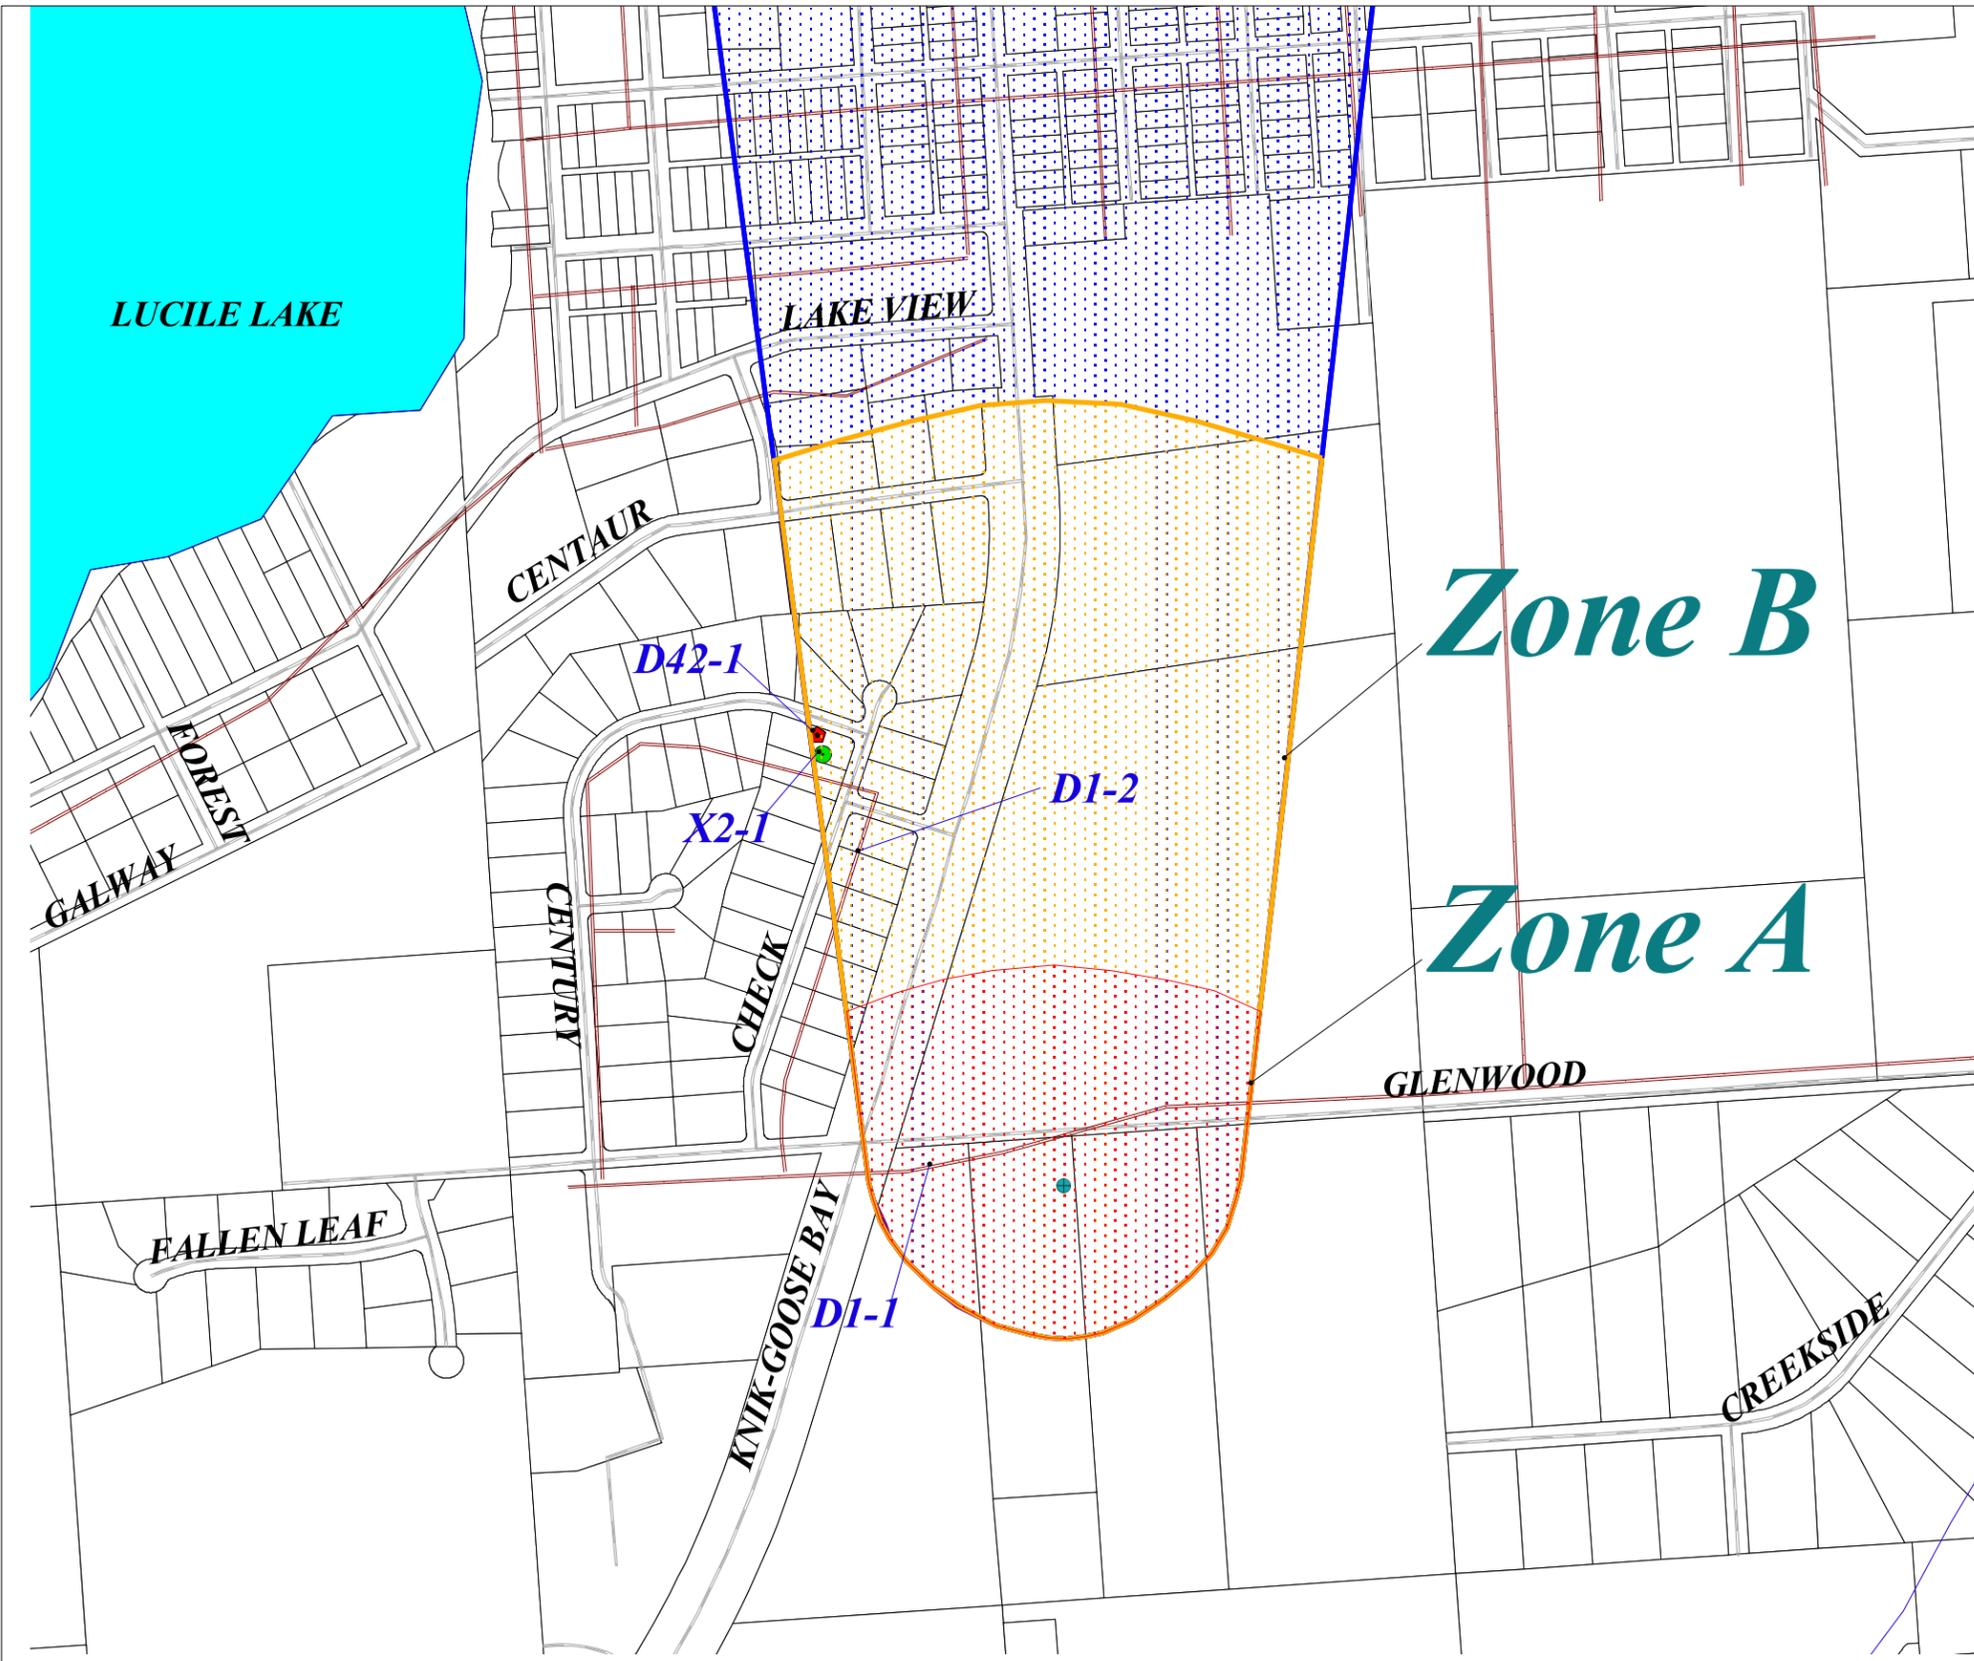 LUCILE LAKE
LAKE VIEW
CENTAUR
Zone B
D42-1
FOREST
D1-2
X2-1
GALWAY
CENTURY
Zone A
CHECK
GLENWOOD
FALLEN LEAF
KNIK-GOOSE BAY
D1-1
CREEKSIDE